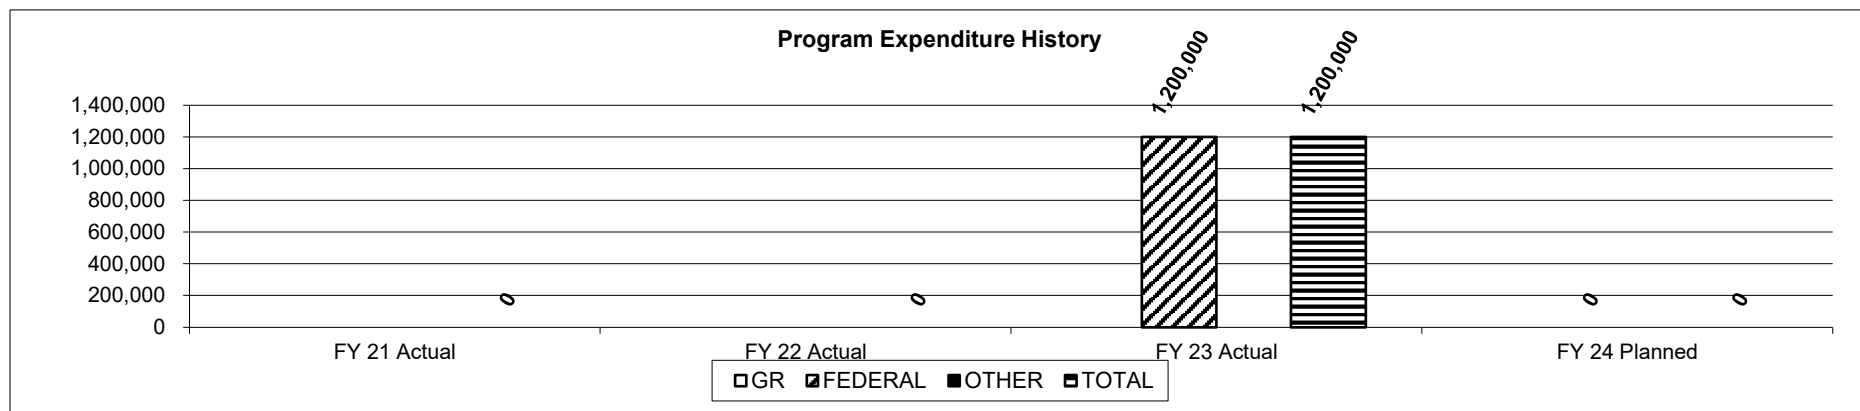 Program Expenditure History
1,200,000
1,200,000
1,400,000
1,200,000
1,000,000
800,000
600,000
400,000
200,000
0
0
0
0
0
FY 21 Actual
FY 22 Actual
FY 23 Actual
FY 24 Planned
GR FEDERAL OTHER TOTAL